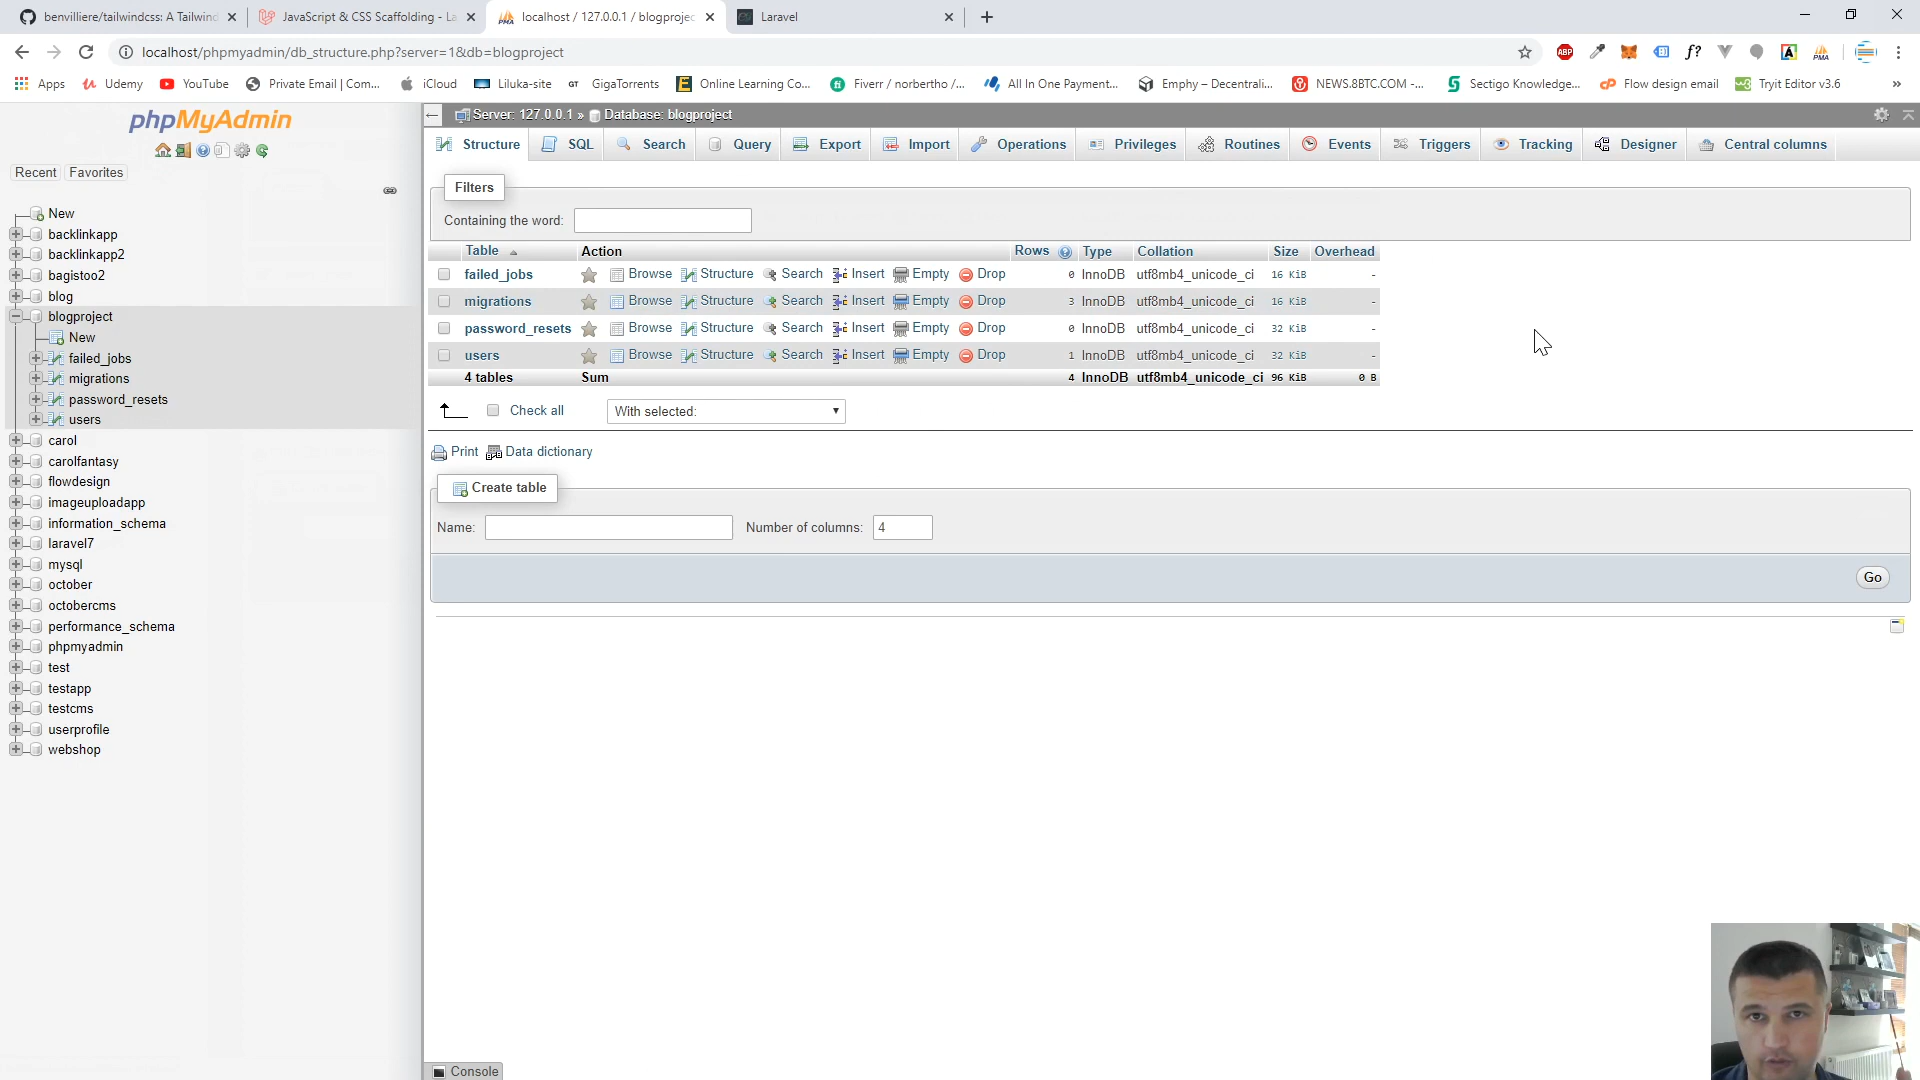 benvilliere/tailwindcss: A Tailwind
JavaScript & CSS Scaffolding - La
localhost / 127.0.0.1 / blogprojec
Laravel
localhost/phpmyadmin/db_structure.php?server=1&db=blogproject
ABP
f?
PMA
Apps
Udemy
YouTube
Private Email | Com...
iCloud
Liluka-site
GT GigaTorrents
Online Learning Co...
Fiverr / norbertho /...
All In One Payment...
Emphy – Decentrali...
NEWS.8BTC.COM -...
Sectigo Knowledge...
Flow design email
Tryit Editor v3.6
»
phpMyAdmin
Recent
Favorites
New
backlinkapp
backlinkapp2
bagistoo2
blog
blogproject
New
failed_jobs
migrations
password_resets
users
carol
carolfantasy
flowdesign
imageuploadapp
information_schema
laravel7
mysql
october
octobercms
performance_schema
phpmyadmin
test
testapp
testcms
userprofile
webshop
Server: 127.0.0.1 » Database: blogproject
Structure
SQL
Search
Query
Export
Import
Operations
Privileges
Routines
Events
Triggers
Tracking
Designer
Central columns
Filters
Containing the word:
Table Action Rows Type Collation Size Overhead
failed_jobs Browse Structure Search Insert Empty Drop 0 InnoDB utf8mb4_unicode_ci 16 KiB -
migrations Browse Structure Search Insert Empty Drop 3 InnoDB utf8mb4_unicode_ci 16 KiB -
password_resets Browse Structure Search Insert Empty Drop 0 InnoDB utf8mb4_unicode_ci 32 KiB -
users Browse Structure Search Insert Empty Drop 1 InnoDB utf8mb4_unicode_ci 32 KiB -
4 tables Sum 4 InnoDB utf8mb4_unicode_ci 96 KiB 0 B
Check all
With selected:
Print
Data dictionary
Create table
Name:
Number of columns: 4
Go
Console